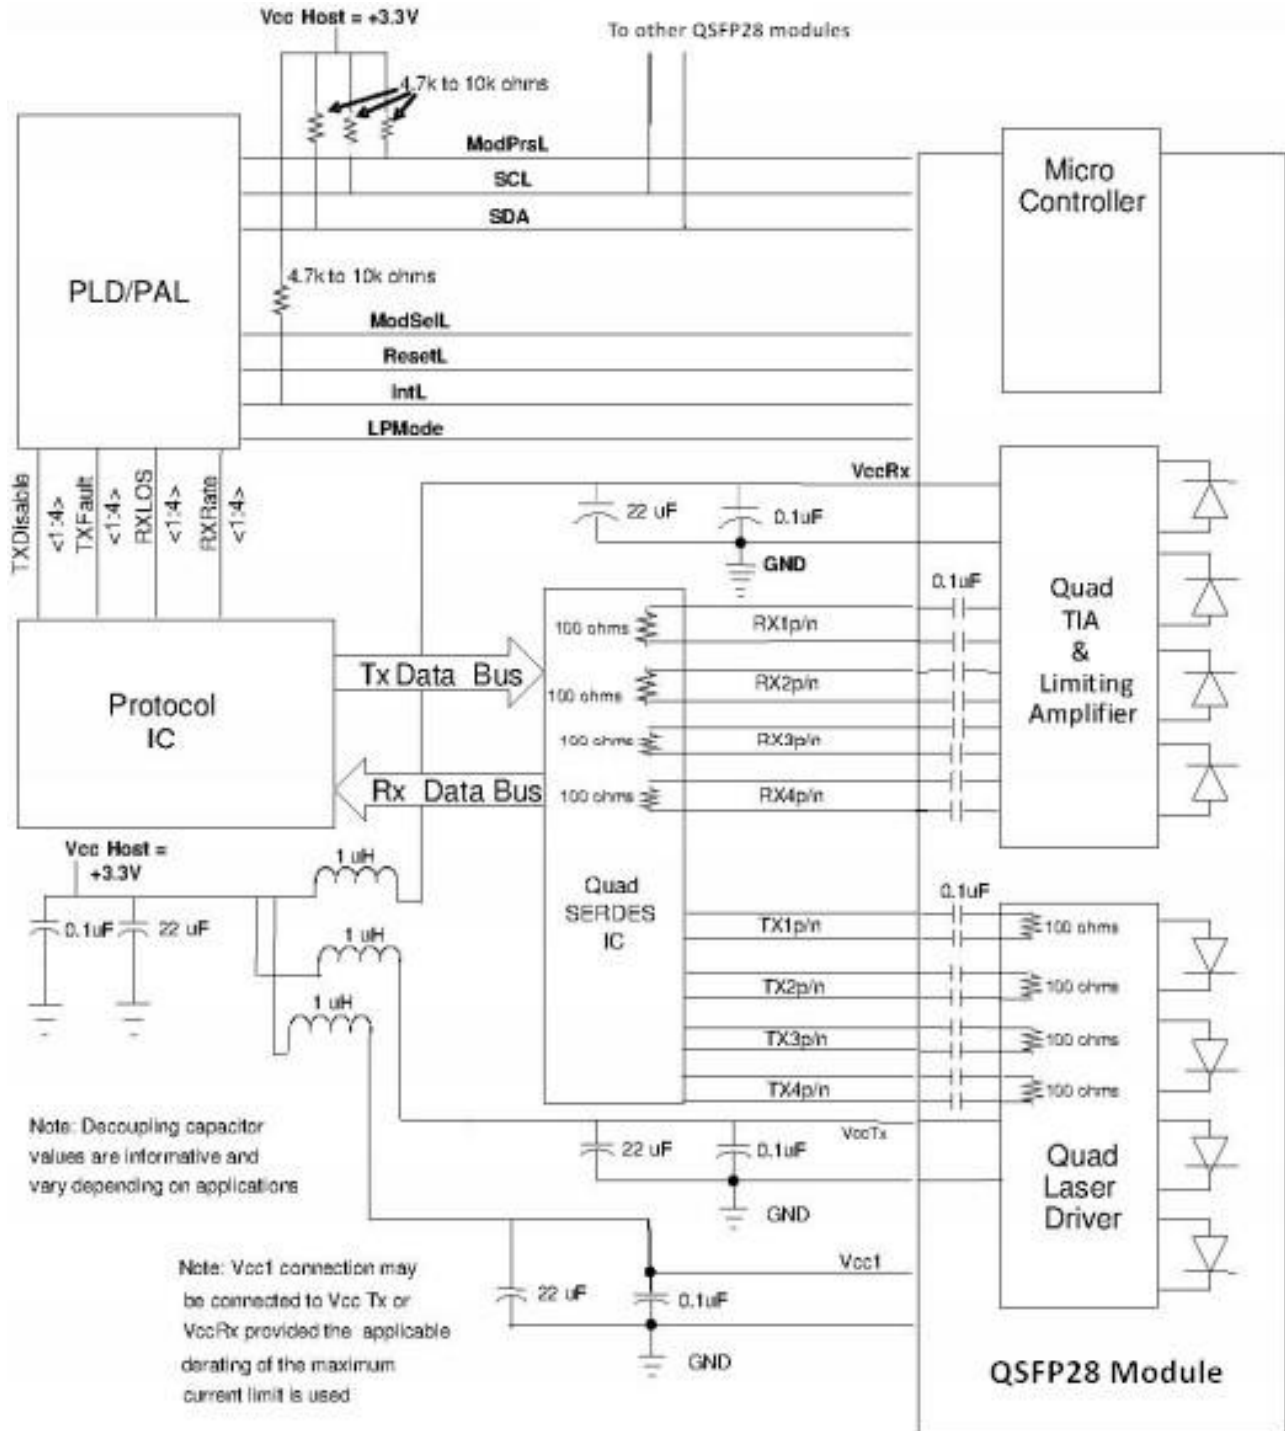 Vcc Host = +3.3V
To other QSFP28 modules
4.7k to 10k ohms
ModPrsL
SCL
SDA
Micro
Controller
PLD/PAL
4.7k to 10k ohms
ModSelL
ResetL
IntL
LPMode
TXDisable
<1:4>
TXFault
<1:4>
RXLOS
<1:4>
RXRate
<1:4>
VccRx
22 uF
0.1uF
GND
0.1uF
Quad
TIA
&
Limiting
Amplifier
100 ohms
RX1p/n
100 ohms
RX2p/n
100 ohms
RX3p/n
100 ohms
RX4p/n
Tx Data Bus
Protocol
IC
Rx Data Bus
Vcc Host =
+3.3V
0.1uF
22 uF
1 uH
1 uH
1 uH
Quad
SERDES
IC
0.1uF
TX1p/n
100 ohms
TX2p/n
100 ohms
TX3p/n
100 ohms
TX4p/n
100 ohms
Note: Decoupling capacitor
values are informative and
vary depending on applications
22 uF
0.1uF
VccTx
GND
Quad
Laser
Driver
Note: Vcc1 connection may
be connected to Vcc Tx or
VccRx provided the applicable
derating of the maximum
current limit is used
22 uF
0.1uF
Vcc1
GND
QSFP28 Module